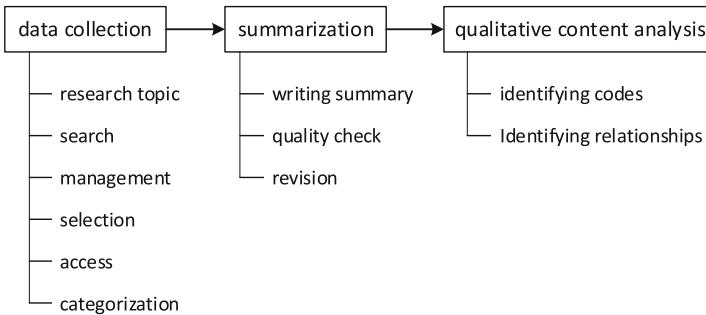 data collection
summarization
qualitative content analysis
research topic
search
management
selection
access
categorization
writing summary
quality check
revision
identifying codes
Identifying relationships